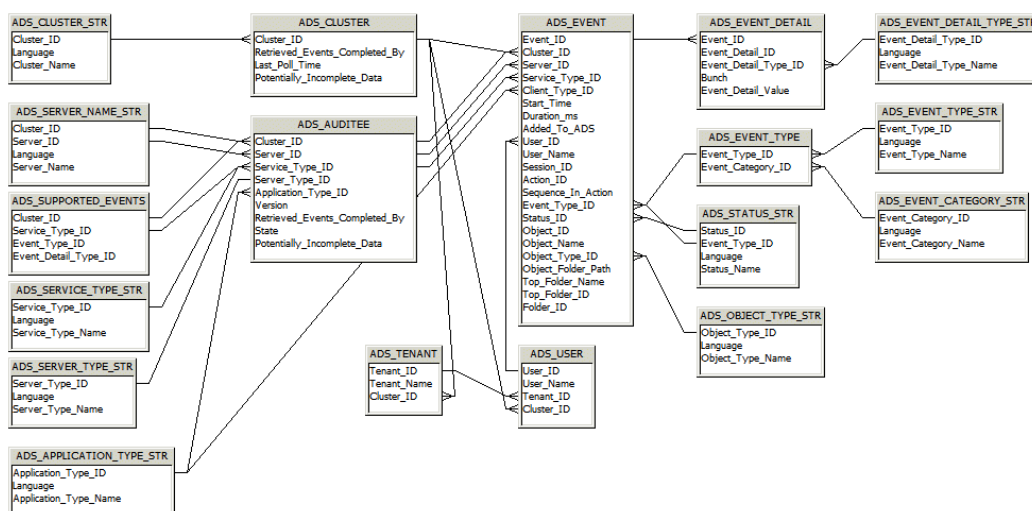 ADS_CLUSTER_STR
Cluster_ID
Language
Cluster_Name
ADS_CLUSTER
Cluster_ID
Retrieved_Events_Completed_By
Last_Poll_Time
Potentially_Incomplete_Data
ADS_EVENT
Event_ID
Cluster_ID
Server_ID
Service_Type_ID
Client_Type_ID
Start_Time
Duration_ms
Added_To_ADS
User_ID
User_Name
Session_ID
Action_ID
Sequence_In_Action
Event_Type_ID
Status_ID
Object_ID
Object_Name
Object_Type_ID
Object_Folder_Path
Top_Folder_Name
Top_Folder_ID
Folder_ID
ADS_EVENT_DETAIL
Event_ID
Event_Detail_ID
Event_Detail_Type_ID
Bunch
Event_Detail_Value
ADS_EVENT_DETAIL_TYPE_STR
Event_Detail_Type_ID
Language
Event_Detail_Type_Name
ADS_SERVER_NAME_STR
Cluster_ID
Server_ID
Language
Server_Name
ADS_AUDITEE
Cluster_ID
Server_ID
Service_Type_ID
Server_Type_ID
Application_Type_ID
Version
Retrieved_Events_Completed_By
State
Potentially_Incomplete_Data
ADS_EVENT_TYPE
Event_Type_ID
Event_Category_ID
ADS_EVENT_TYPE_STR
Event_Type_ID
Language
Event_Type_Name
ADS_SUPPORTED_EVENTS
Cluster_ID
Service_Type_ID
Event_Type_ID
Event_Detail_Type_ID
ADS_STATUS_STR
Status_ID
Event_Type_ID
Language
Status_Name
ADS_EVENT_CATEGORY_STR
Event_Category_ID
Language
Event_Category_Name
ADS_SERVICE_TYPE_STR
Service_Type_ID
Language
Service_Type_Name
ADS_OBJECT_TYPE_STR
Object_Type_ID
Language
Object_Type_Name
ADS_SERVER_TYPE_STR
Server_Type_ID
Language
Server_Type_Name
ADS_TENANT
Tenant_ID
Tenant_Name
Cluster_ID
ADS_USER
User_ID
User_Name
Tenant_ID
Cluster_ID
ADS_APPLICATION_TYPE_STR
Application_Type_ID
Language
Application_Type_Name